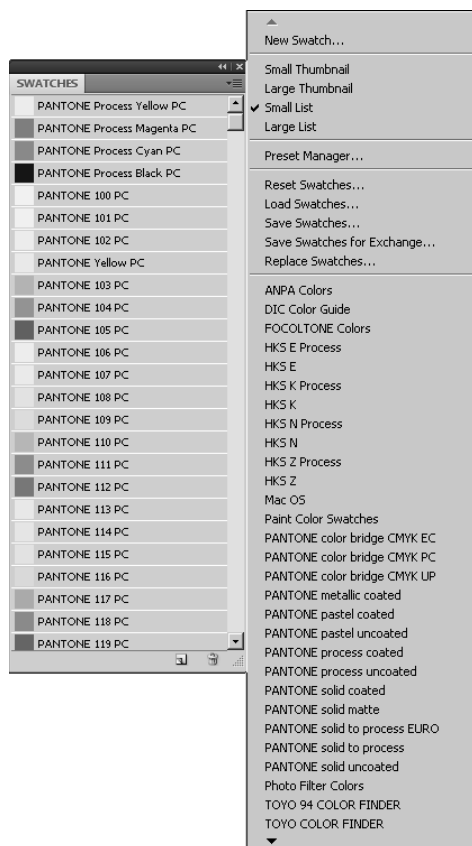 SWATCHES
PANTONE Process Yellow PC
PANTONE Process Magenta PC
PANTONE Process Cyan PC
PANTONE Process Black PC
PANTONE 100 PC
PANTONE 101 PC
PANTONE 102 PC
PANTONE Yellow PC
PANTONE 103 PC
PANTONE 104 PC
PANTONE 105 PC
PANTONE 106 PC
PANTONE 107 PC
PANTONE 108 PC
PANTONE 109 PC
PANTONE 110 PC
PANTONE 111 PC
PANTONE 112 PC
PANTONE 113 PC
PANTONE 114 PC
PANTONE 115 PC
PANTONE 116 PC
PANTONE 117 PC
PANTONE 118 PC
PANTONE 119 PC
New Swatch...
Small Thumbnail
Large Thumbnail
Small List
Large List
Preset Manager...
Reset Swatches...
Load Swatches...
Save Swatches...
Save Swatches for Exchange...
Replace Swatches...
ANPA Colors
DIC Color Guide
FOCOLTONE Colors
HKS E Process
HKS E
HKS K Process
HKS K
HKS N Process
HKS N
HKS Z Process
HKS Z
Mac OS
Paint Color Swatches
PANTONE color bridge CMYK EC
PANTONE color bridge CMYK PC
PANTONE color bridge CMYK UP
PANTONE metallic coated
PANTONE pastel coated
PANTONE pastel uncoated
PANTONE process coated
PANTONE process uncoated
PANTONE solid coated
PANTONE solid matte
PANTONE solid to process EURO
PANTONE solid to process
PANTONE solid uncoated
Photo Filter Colors
TOYO 94 COLOR FINDER
TOYO COLOR FINDER